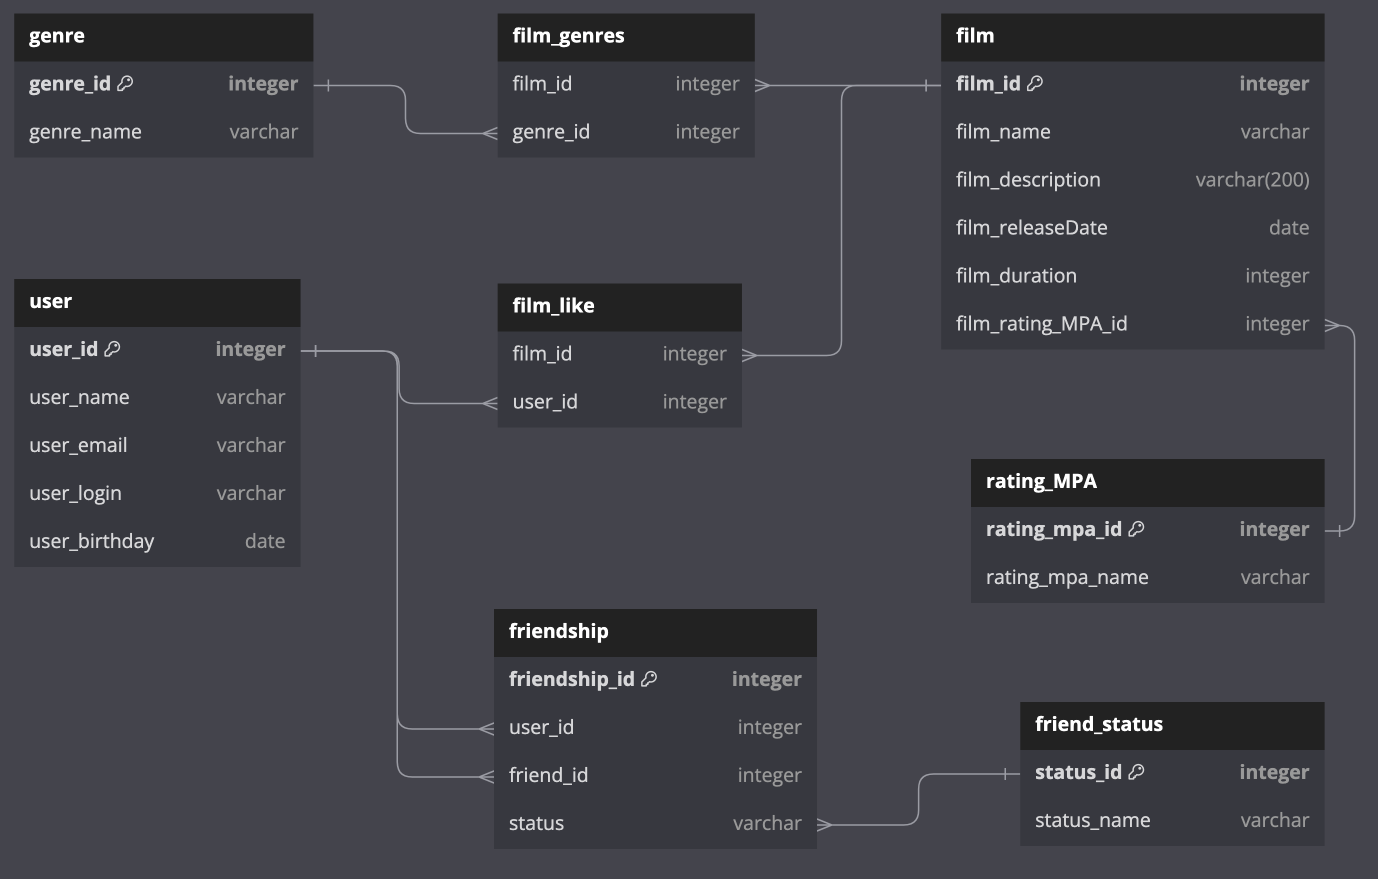 genre
genre_id integer
genre_name varchar
film_genres
film_id integer
genre_id integer
film
film_id integer
film_name varchar
film_description varchar(200)
film_releaseDate date
film_duration integer
film_rating_MPA_id integer
user
user_id integer
user_name varchar
user_email varchar
user_login varchar
user_birthday date
film_like
film_id integer
user_id integer
rating_MPA
rating_mpa_id integer
rating_mpa_name varchar
friendship
friendship_id integer
user_id integer
friend_id integer
status varchar
friend_status
status_id integer
status_name varchar